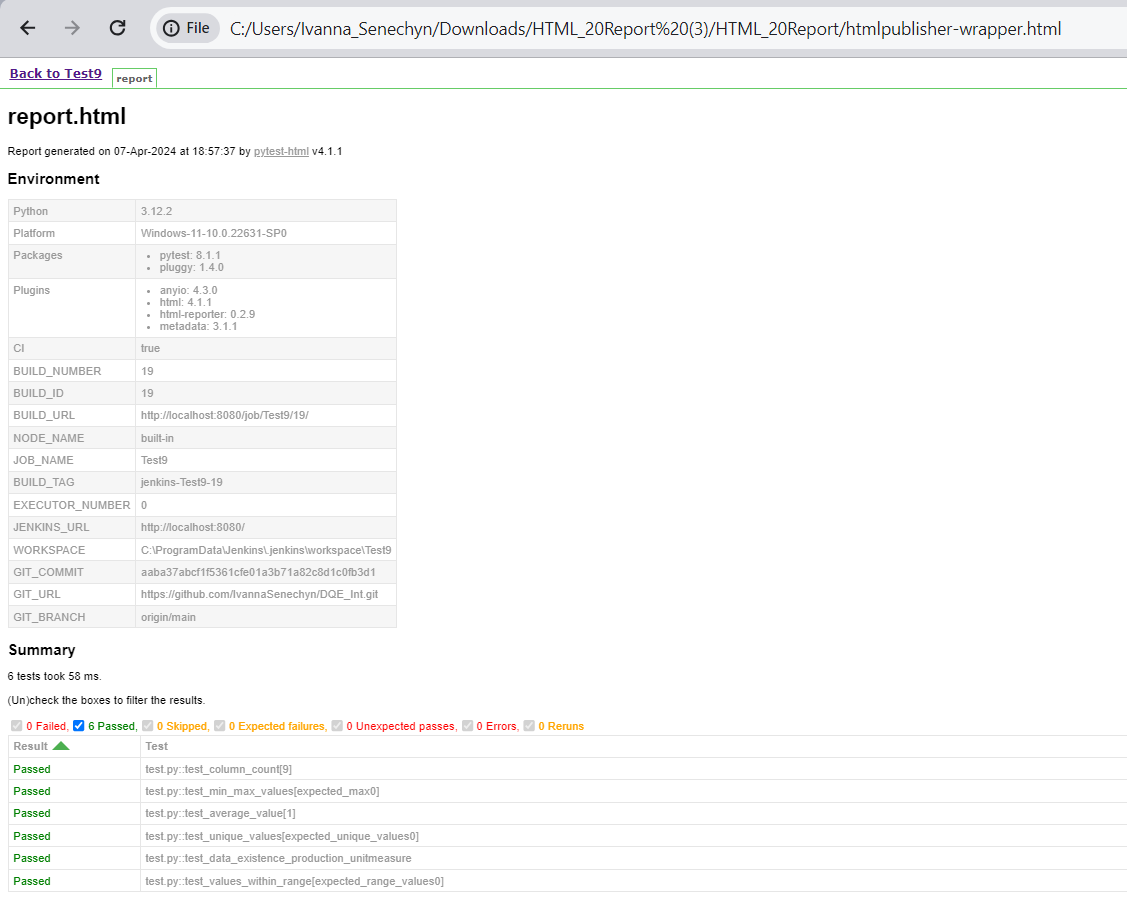 File C:/Users/Ivanna_Senechyn/Downloads/HTML_20Report%20(3)/HTML_20Report/htmlpublisher-wrapper.html
Back to Test9 report
report.html
Report generated on 07-Apr-2024 at 18:57:37 by pytest-html v4.1.1
Environment
Python 3.12.2
Platform Windows-11-10.0.22631-SP0
Packages • pytest: 8.1.1
• pluggy: 1.4.0
Plugins • anyio: 4.3.0
• html: 4.1.1
• html-reporter: 0.2.9
• metadata: 3.1.1
CI true
BUILD_NUMBER 19
BUILD_ID 19
BUILD_URL http://localhost:8080/job/Test9/19/
NODE_NAME built-in
JOB_NAME Test9
BUILD_TAG jenkins-Test9-19
EXECUTOR_NUMBER 0
JENKINS_URL http://localhost:8080/
WORKSPACE C:\ProgramData\Jenkins\.jenkins\workspace\Test9
GIT_COMMIT aaba37abcf1f5361cfe01a3b71a82c8d1c0fb3d1
GIT_URL https://github.com/IvannaSenechyn/DQE_Int.git
GIT_BRANCH origin/main
Summary
6 tests took 58 ms.
(Un)check the boxes to filter the results.
0 Failed, 6 Passed, 0 Skipped, 0 Expected failures, 0 Unexpected passes, 0 Errors, 0 Reruns
Result Test
Passed test.py::test_column_count[9]
Passed test.py::test_min_max_values[expected_max0]
Passed test.py::test_average_value[1]
Passed test.py::test_unique_values[expected_unique_values0]
Passed test.py::test_data_existence_production_unitmeasure
Passed test.py::test_values_within_range[expected_range_values0]